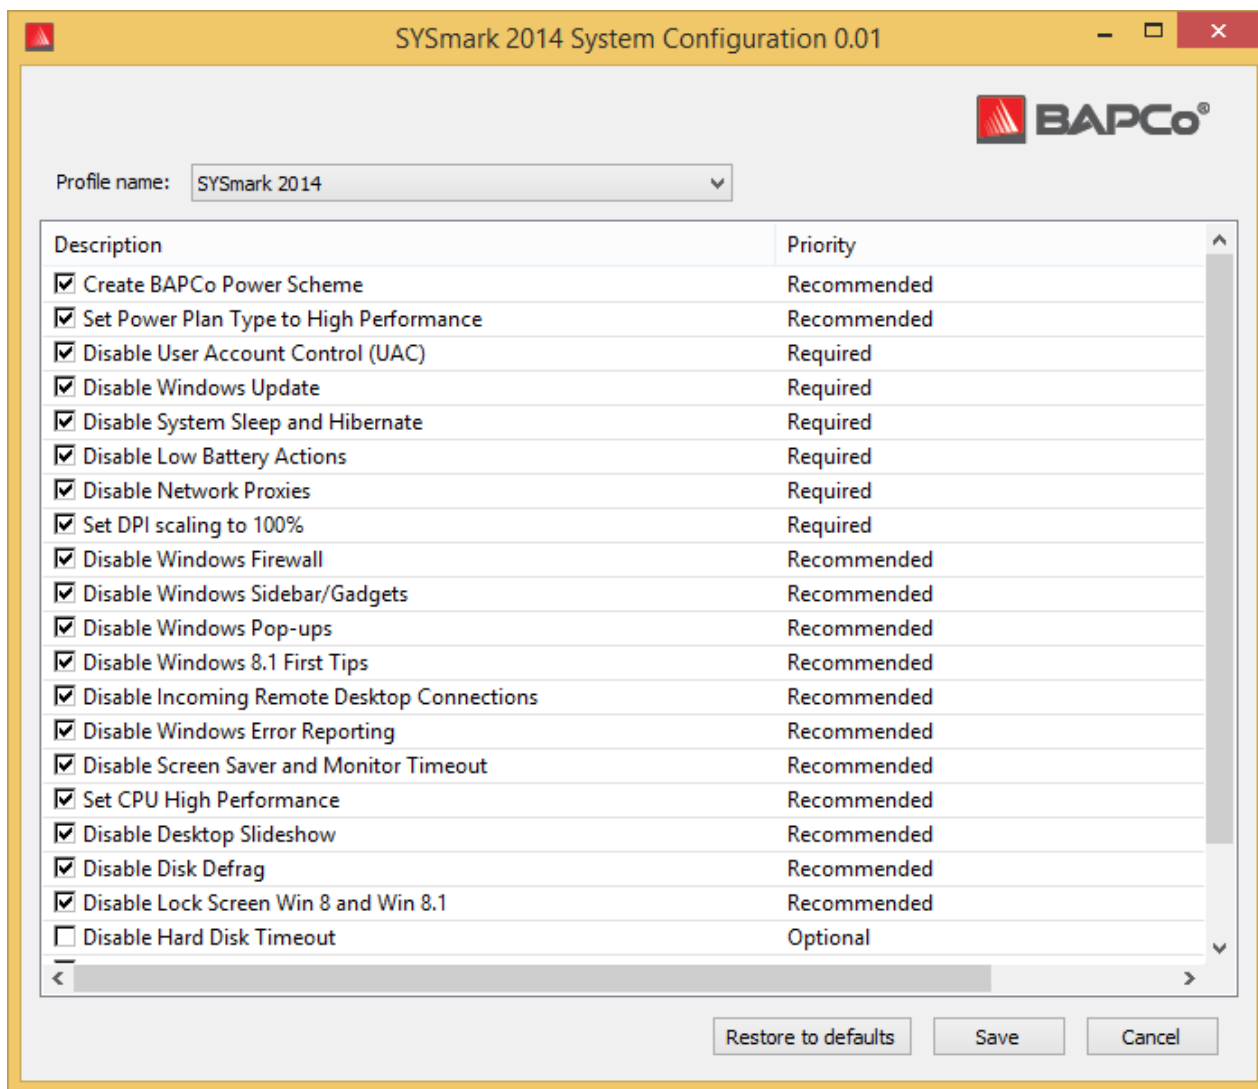 SYSmark 2014 System Configuration 0.01
BAPCo®
Profile name: SYSmark 2014
Description Priority
Create BAPCo Power Scheme Recommended
Set Power Plan Type to High Performance Recommended
Disable User Account Control (UAC) Required
Disable Windows Update Required
Disable System Sleep and Hibernate Required
Disable Low Battery Actions Required
Disable Network Proxies Required
Set DPI scaling to 100% Required
Disable Windows Firewall Recommended
Disable Windows Sidebar/Gadgets Recommended
Disable Windows Pop-ups Recommended
Disable Windows 8.1 First Tips Recommended
Disable Incoming Remote Desktop Connections Recommended
Disable Windows Error Reporting Recommended
Disable Screen Saver and Monitor Timeout Recommended
Set CPU High Performance Recommended
Disable Desktop Slideshow Recommended
Disable Disk Defrag Recommended
Disable Lock Screen Win 8 and Win 8.1 Recommended
Disable Hard Disk Timeout Optional
Restore to defaults Save Cancel